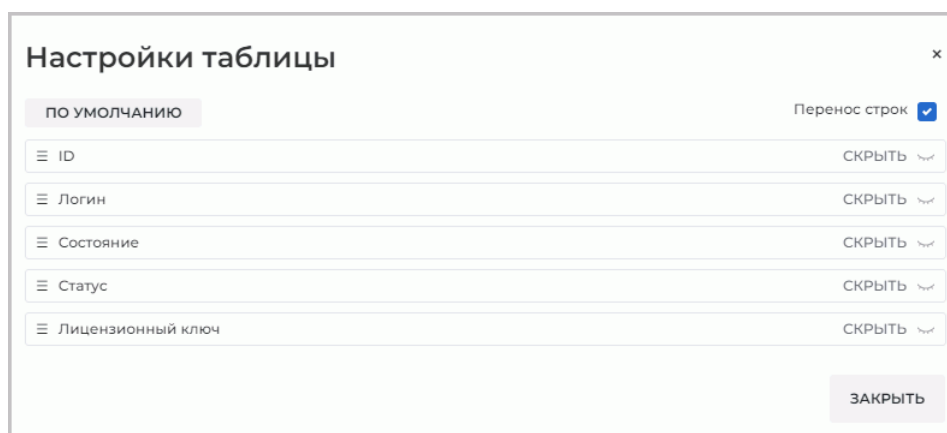 Настройки таблицы
×
ПО УМОЛЧАНИЮ
Перенос строк
ID СКРЫТЬ
Логин СКРЫТЬ
Состояние СКРЫТЬ
Статус СКРЫТЬ
Лицензионный ключ СКРЫТЬ
ЗАКРЫТЬ